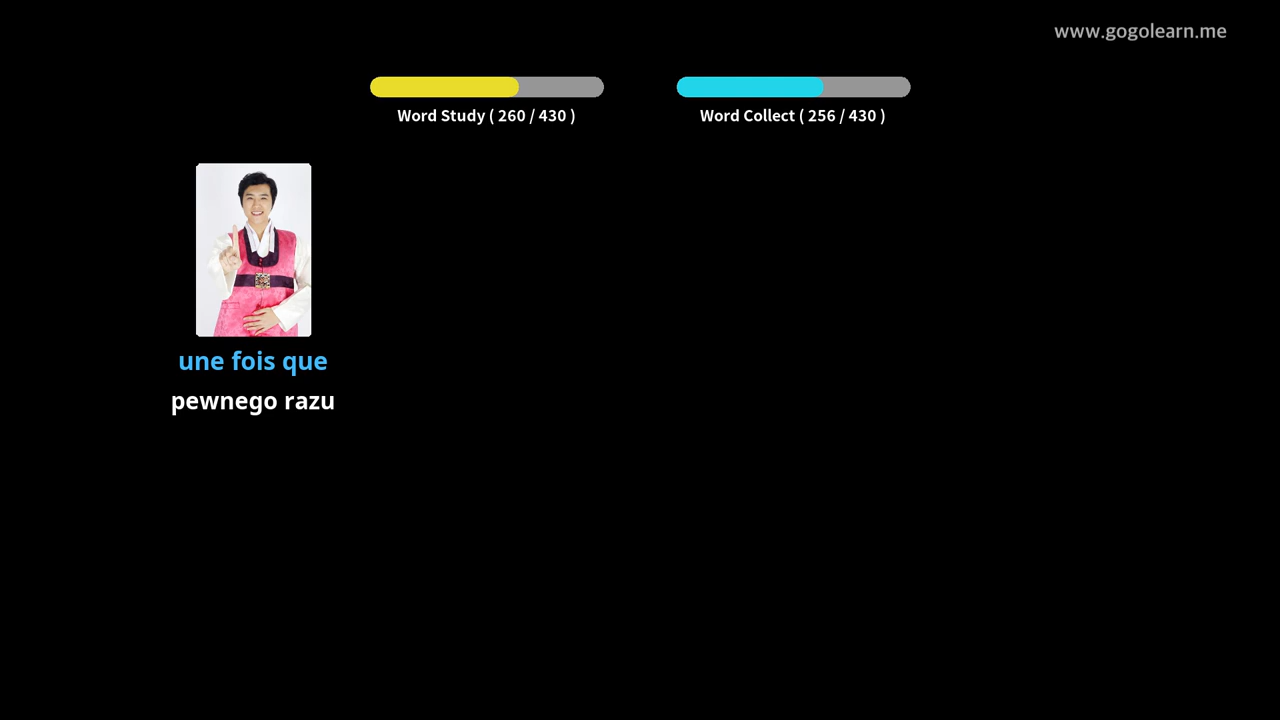 www.gogolearn.me
Word Study ( 260 / 430 )
Word Collect ( 256 / 430 )
une fois que
pewnego razu